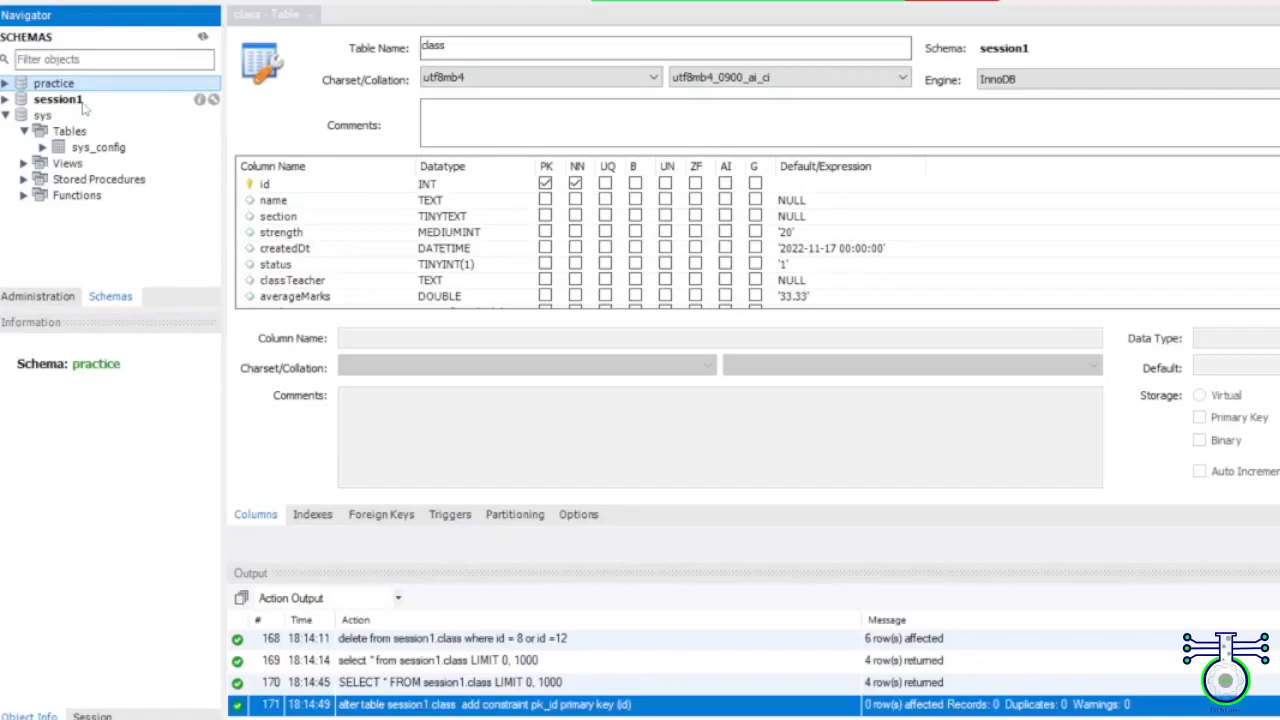 Navigator
SCHEMAS
Filter objects
practice
session1
sys
Tables
sys_config
Views
Stored Procedures
Functions
Administration Schemas
Information
Schema: practice
Object Info Session
class - Table
Table Name: class Schema: session1
Charset/Collation: utf8mb4 utf8mb4_0900_ai_ci Engine: InnoDB
Comments:
Column Name Datatype PK NN UQ B UN ZF AI G Default/Expression
id INT
name TEXT NULL
section TINYTEXT NULL
strength MEDIUMINT '20'
createdDt DATETIME '2022-11-17 00:00:00'
status TINYINT(1) '1'
classTeacher TEXT NULL
averageMarks DOUBLE '33.33'
Column Name: Data Type:
Charset/Collation: Default:
Comments: Storage: Virtual
Primary Key
Binary
Auto Incremen
Columns Indexes Foreign Keys Triggers Partitioning Options
Output
Action Output
# Time Action Message
168 18:14:11 delete from session1.class where id = 8 or id =12 6 row(s) affected
169 18:14:14 select * from session1.class LIMIT 0, 1000 4 row(s) returned
170 18:14:45 SELECT * FROM session1.class LIMIT 0, 1000 4 row(s) returned
171 18:14:49 alter table session1.class add constraint pk_id primary key (id) 0 row(s) affected Records: 0 Duplicates: 0 Warnings: 0